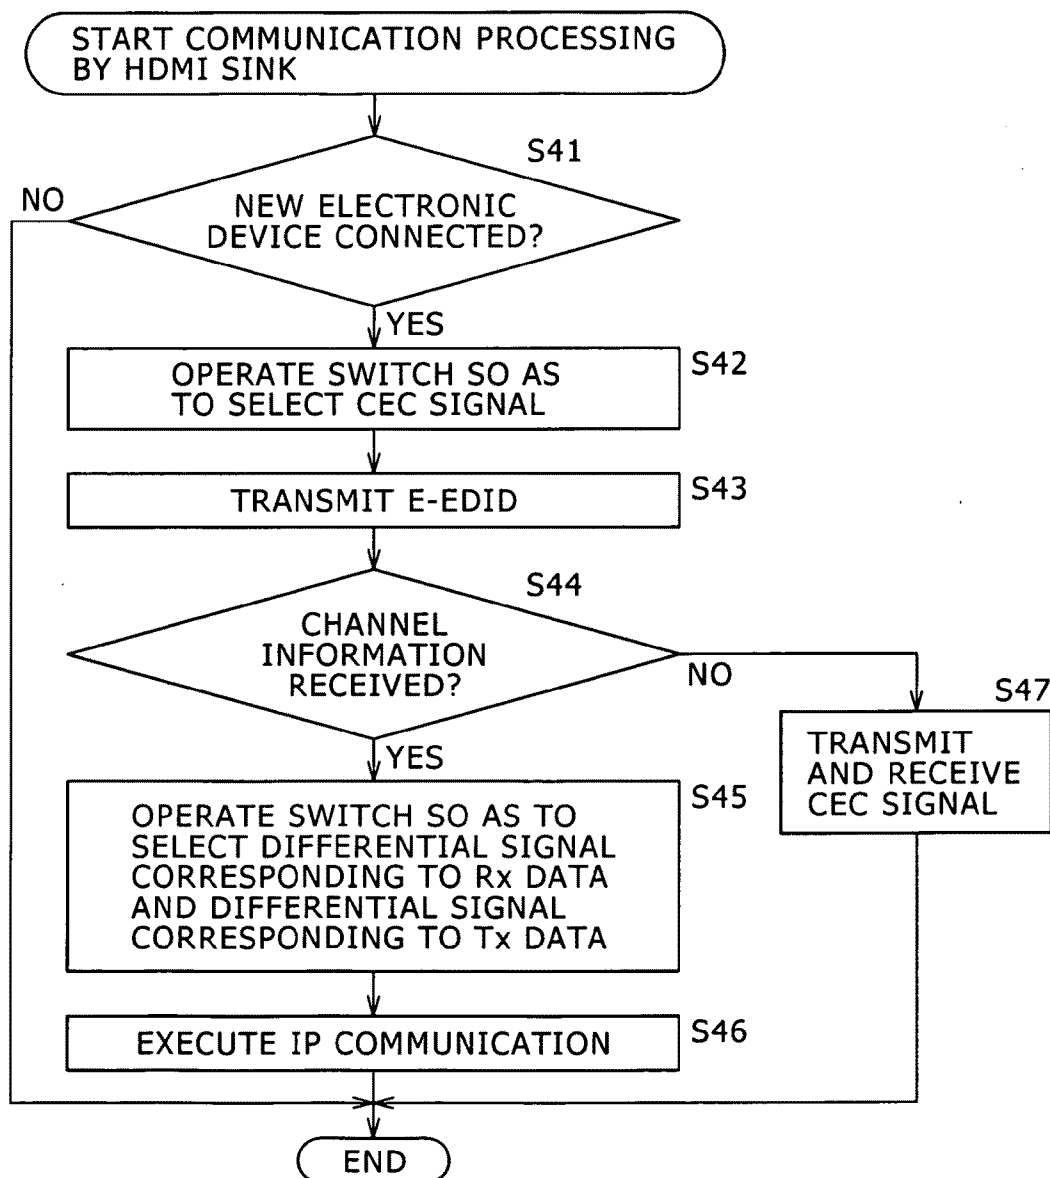 START COMMUNICATION PROCESSING
BY HDMI SINK
S41
NO
NEW ELECTRONIC
DEVICE CONNECTED?
YES
S42
OPERATE SWITCH SO AS
TO SELECT CEC SIGNAL
S43
TRANSMIT E-EDID
S44
CHANNEL
INFORMATION
RECEIVED?
NO
S47
TRANSMIT
AND RECEIVE
CEC SIGNAL
YES
S45
OPERATE SWITCH SO AS TO
SELECT DIFFERENTIAL SIGNAL
CORRESPONDING TO Rx DATA
AND DIFFERENTIAL SIGNAL
CORRESPONDING TO Tx DATA
S46
EXECUTE IP COMMUNICATION
END